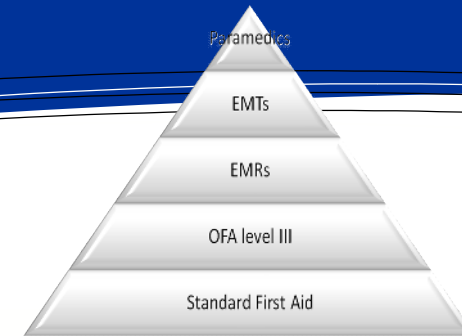 Paramedics
EMTs
EMRs
OFA level III
Standard First Aid